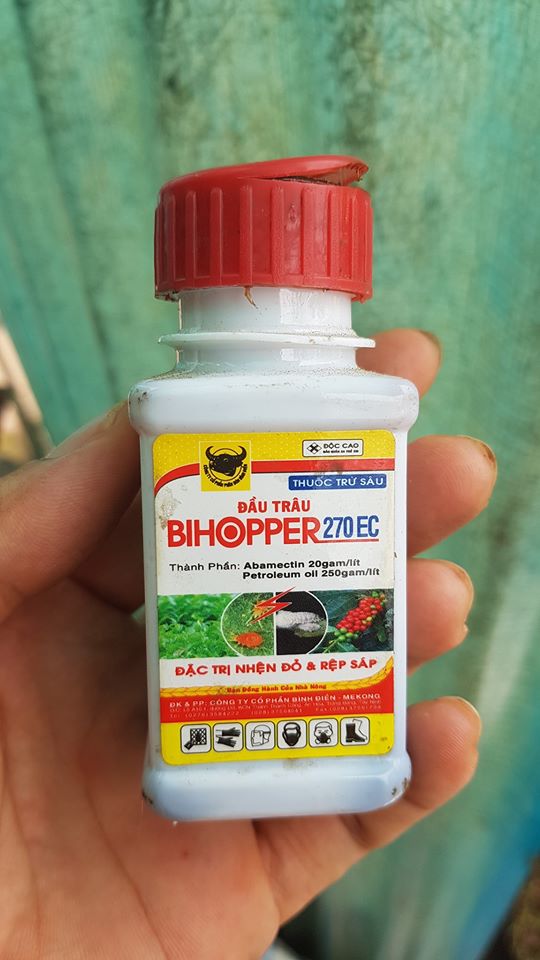 ĐỘC CAO
THUỐC TRỪ SÂU
ĐẦU TRÂU
BIHOPPER 270 EC
Thành Phần: Abamectin 20gam/lít
Petroleum oil 250gam/lít
ĐẶC TRỊ NHỆN ĐỎ & RỆP SÁP
Bạn Đồng Hành Của Nhà Nông
ĐK & PP: CÔNG TY CỔ PHẦN BÌNH ĐIỀN - MEKONG